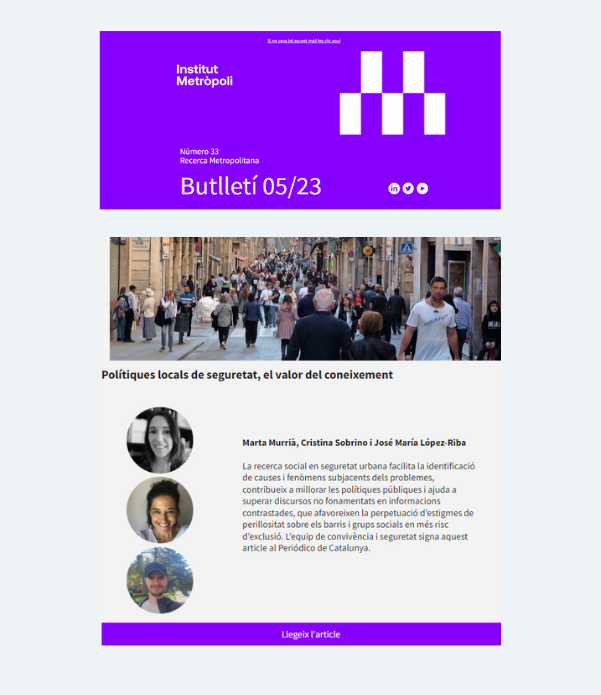 Si no veus bé aquest mail fes clic aquí
Institut
Metròpoli
Número 33
Recerca Metropolitana
Butlletí 05/23
Polítiques locals de seguretat, el valor del coneixement
Marta Murrià, Cristina Sobrino i José María López-Riba
La recerca social en seguretat urbana facilita la identificació
de causes i fenòmens subjacents dels problemes,
contribueix a millorar les polítiques públiques i ajuda a
superar discursos no fonamentats en informacions
contrastades, que afavoreixen la perpetuació d'estigmes de
perillositat sobre els barris i grups socials en més risc
d'exclusió. L'equip de convivència i seguretat signa aquest
article al Periódico de Catalunya.
Llegeix l'article